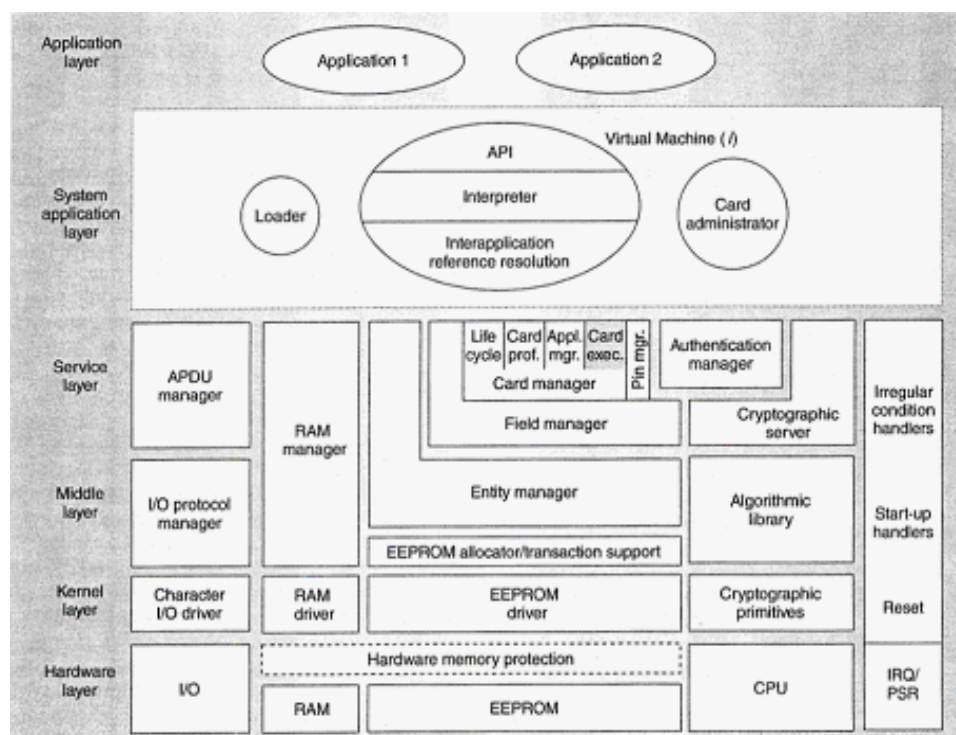 Application
layer
Application 1
Application 2
System
application
layer
Virtual Machine (i)
API
Interpreter
Interapplication
reference resolution
Loader
Card
administrator
Service
layer
APDU
manager
RAM
manager
Life
cycle
Card
prof.
Appl.
mgr.
Card
exec.
Pin mgr.
Card manager
Field manager
Authentication
manager
Cryptographic
server
Irregular
condition
handlers
Middle
layer
I/O protocol
manager
Entity manager
EEPROM allocator/transaction support
Algorithmic
library
Start-up
handlers
Kernel
layer
Character
I/O driver
RAM
driver
EEPROM
driver
Cryptographic
primitives
Reset
Hardware
layer
I/O
Hardware memory protection
RAM
EEPROM
CPU
IRQ/
PSR